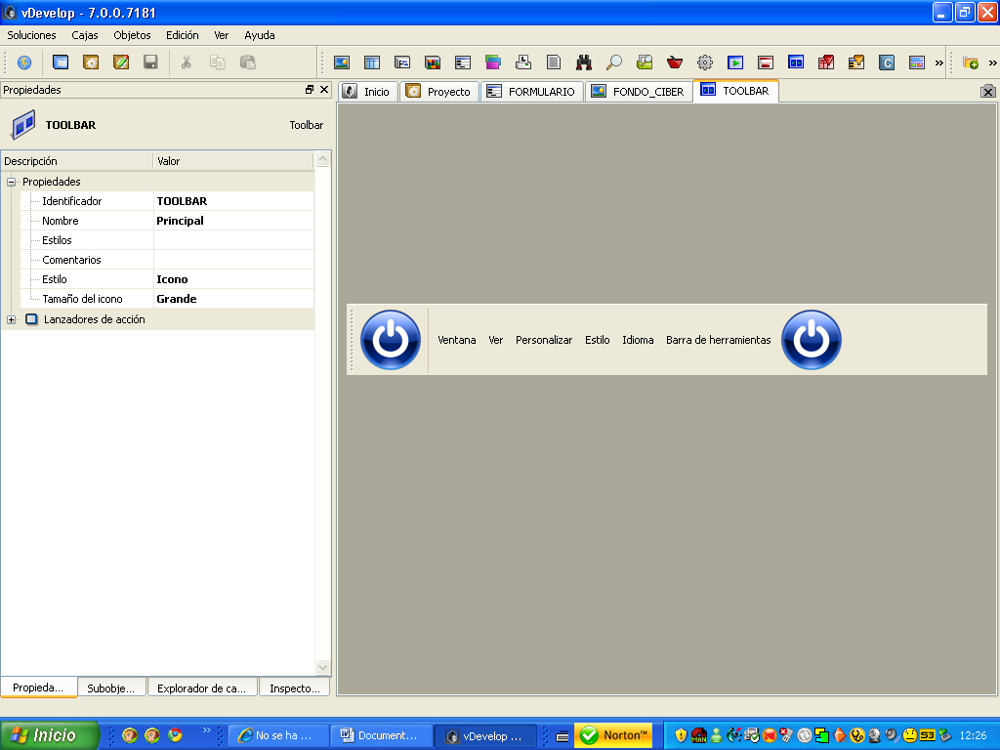 vDevelop - 7.0.0.7181
Soluciones Cajas Objetos Edición Ver Ayuda
Propiedades
Inicio Proyecto FORMULARIO FONDO_CIBER TOOLBAR
TOOLBAR Toolbar
Descripción Valor
Propiedades
Identificador TOOLBAR
Nombre Principal
Estilos
Comentarios
Estilo Icono
Tamaño del icono Grande
Lanzadores de acción
Ventana Ver Personalizar Estilo Idioma Barra de herramientas
Propieda... Subobje... Explorador de ca... Inspecto...
Inicio No se ha ... Document... vDevelop ... Norton™ 12:26